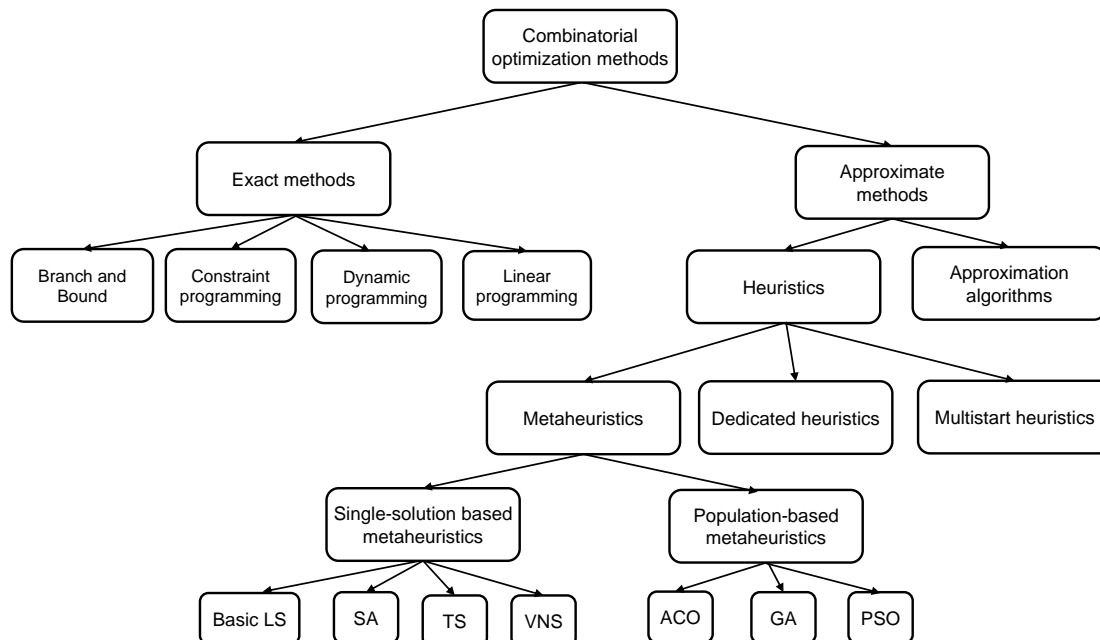 Combinatorial
optimization methods
Exact methods
Approximate
methods
Branch and
Bound
Constraint
programming
Dynamic
programming
Linear
programming
Heuristics
Approximation
algorithms
Metaheuristics
Dedicated heuristics
Multistart heuristics
Single-solution based
metaheuristics
Population-based
metaheuristics
Basic LS
SA
TS
VNS
ACO
GA
PSO